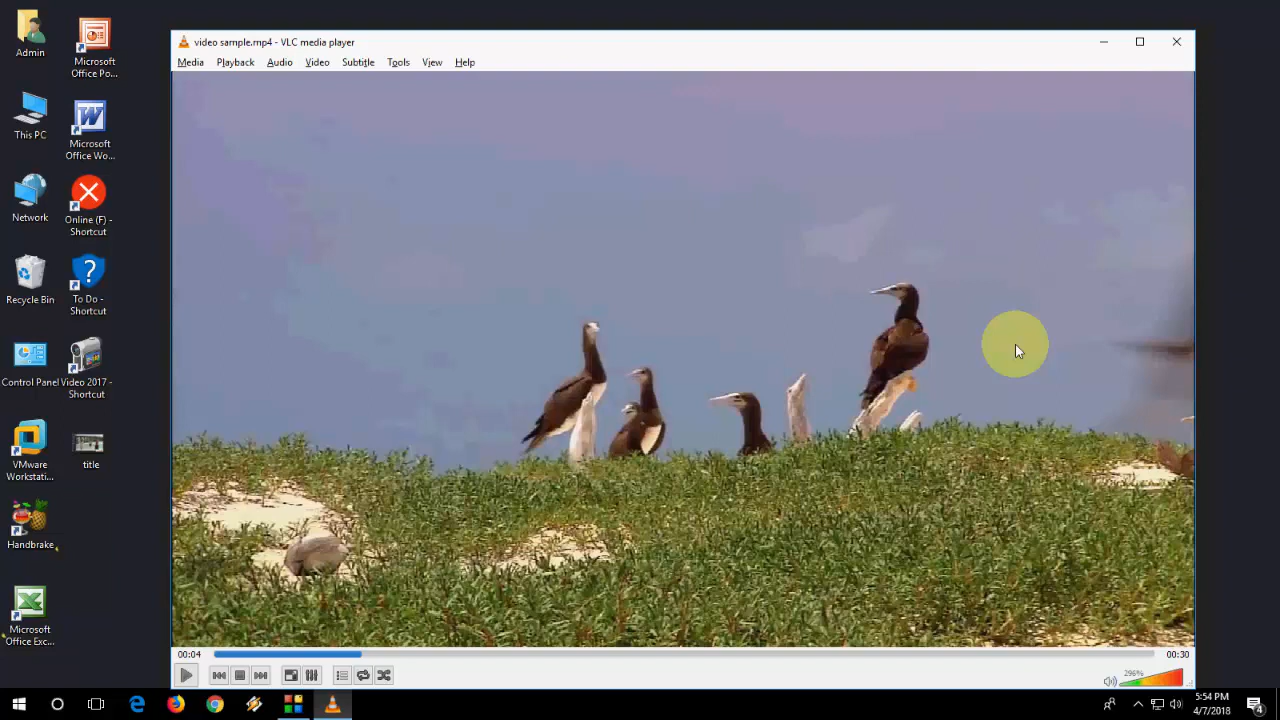 video sample.mp4 - VLC media player
Media Playback Audio Video Subtitle Tools View Help
Admin
Microsoft
Office Po...
This PC
Microsoft
Office Wo...
Network
Online (F) -
Shortcut
Recycle Bin
To Do -
Shortcut
Control Panel
Video 2017 -
Shortcut
VMware
Workstati...
title
Handbrake
Microsoft
Office Exc...
00:04
00:30
296%
5:54 PM
4/7/2018
4